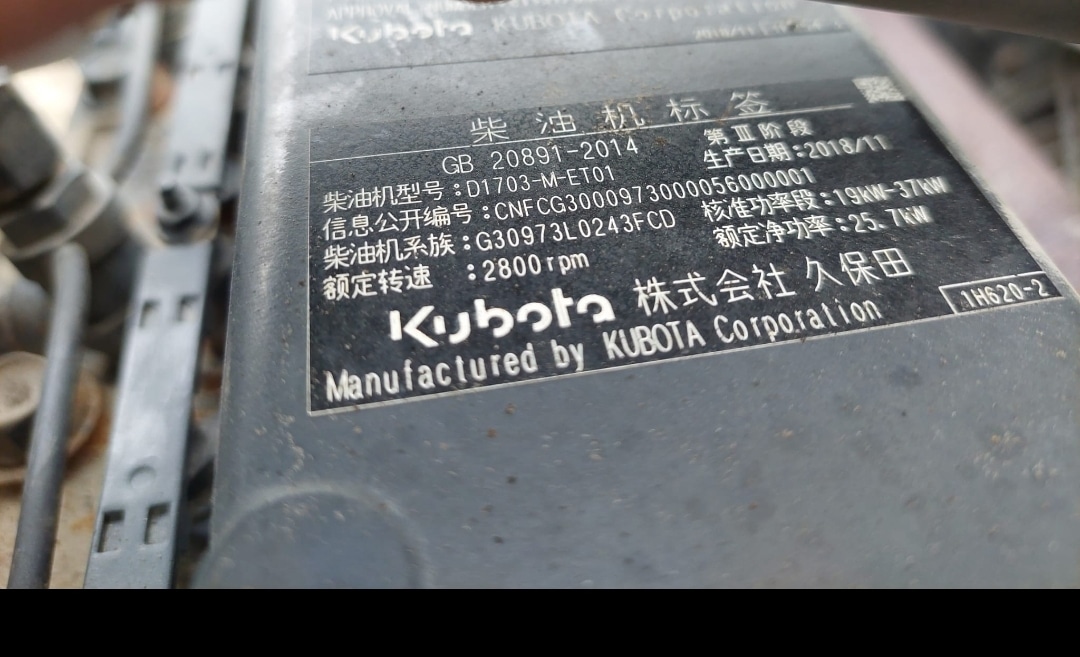 Kubota KUBOTA Corporation
柴油机标签
GB 20891-2014 第Ⅲ阶段
柴油机型号:D1703-M-ET01 生产日期:2018/11
信息公开编号:CNFCG3000973000056000001
柴油机系族:G30973L0243FCD 核准功率段:19kW-37kW
额定转速 :2800rpm 额定净功率:25.7kW
Kubota 株式会社 久保田
Manufactured by KUBOTA Corporation
1H620-2